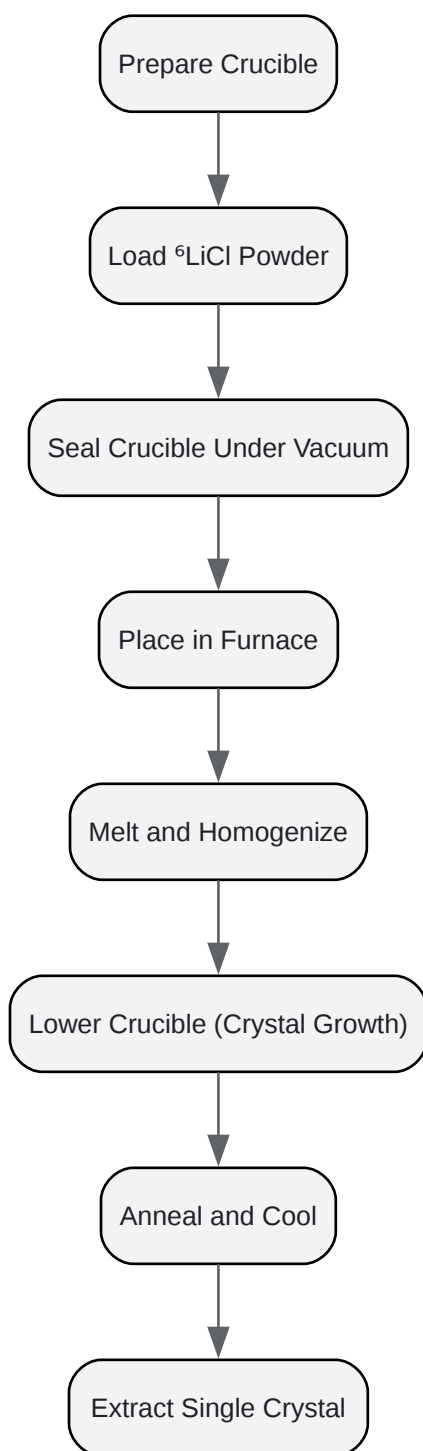 Prepare Crucible
Load ⁶LiCl Powder
Seal Crucible Under Vacuum
Place in Furnace
Melt and Homogenize
Lower Crucible (Crystal Growth)
Anneal and Cool
Extract Single Crystal